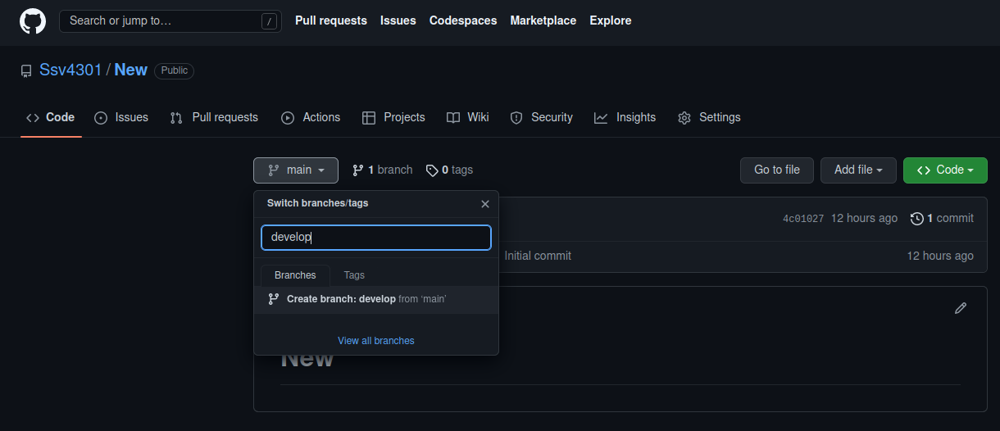 Search or jump to… / Pull requests Issues Codespaces Marketplace Explore
Ssv4301 / New Public
Code Issues Pull requests Actions Projects Wiki Security Insights Settings
main 1 branch 0 tags Go to file Add file Code
Switch branches/tags
4c01027 12 hours ago 1 commit
develop
Initial commit 12 hours ago
Branches Tags
Create branch: develop from ‘main’
View all branches
New